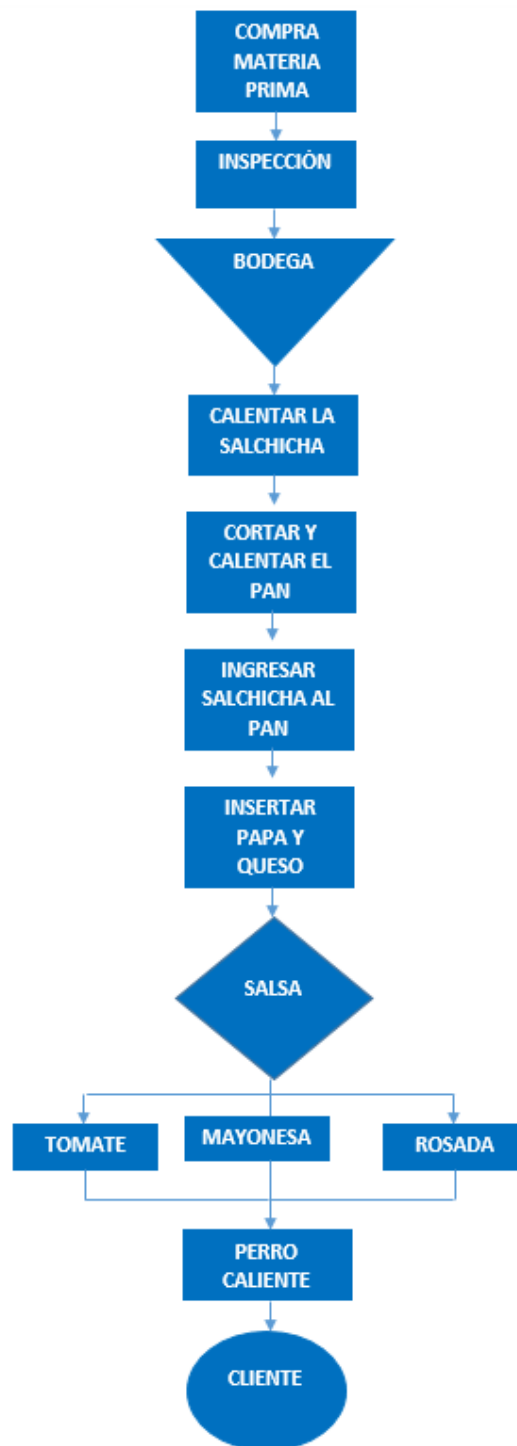 COMPRA
MATERIA
PRIMA
INSPECCIÓN
BODEGA
CALENTAR LA
SALCHICHA
CORTAR Y
CALENTAR EL
PAN
INGRESAR
SALCHICHA AL
PAN
INSERTAR
PAPA Y
QUESO
SALSA
TOMATE
MAYONESA
ROSADA
PERRO
CALIENTE
CLIENTE